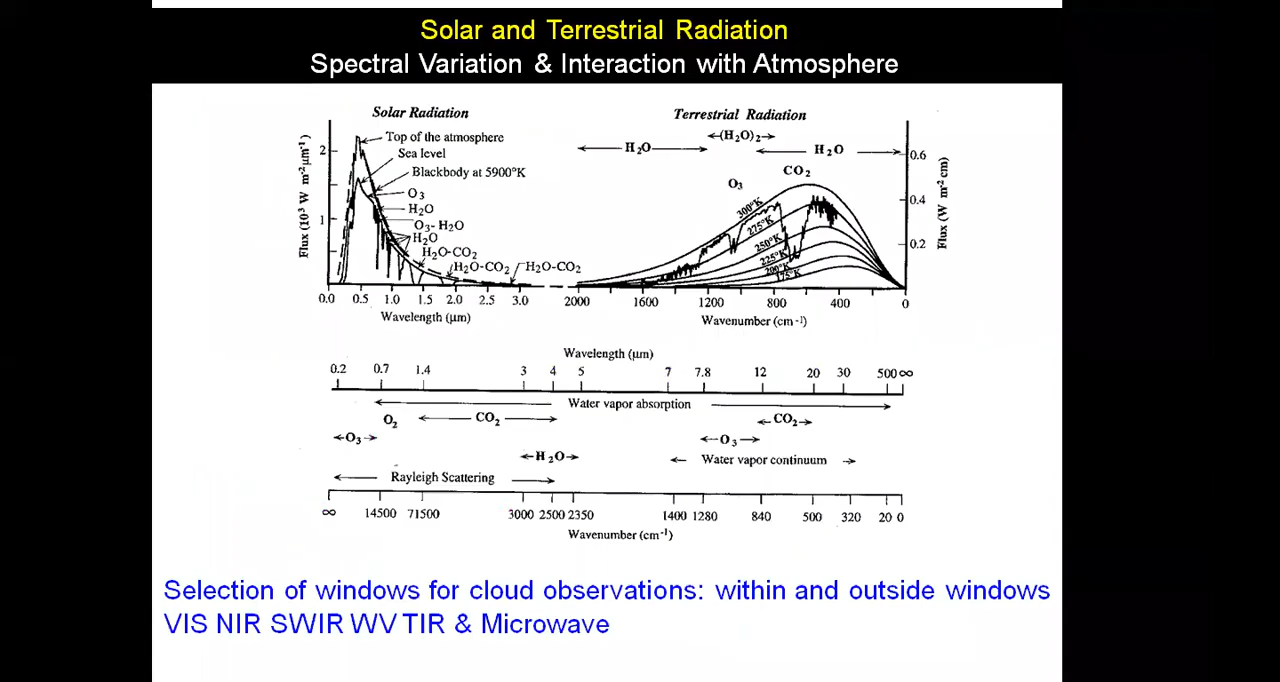 Solar and Terrestrial Radiation
Spectral Variation & Interaction with Atmosphere
Solar Radiation
Top of the atmosphere
Sea level
Blackbody at 5900°K
O3
H2O
O3-H2O
H2O
H2O-CO2
H2O-CO2 H2O-CO2
Flux (10³ W m⁻² µm⁻¹)
2
1
0.0 0.5 1.0 1.5 2.0 2.5 3.0
Wavelength (µm)
Terrestrial Radiation
(H2O)2
H2O H2O
CO2
O3
300°K
275°K
250°K
225°K
200°K
175°K
0.6
0.4
0.2
Flux (W m⁻² cm)
2000 1600 1200 800 400 0
Wavenumber (cm⁻¹)
Wavelength (µm)
0.2 0.7 1.4 3 4 5 7 7.8 12 20 30 500 ∞
Water vapor absorption
O2 CO2 CO2
O3 O3
H2O Water vapor continuum
Rayleigh Scattering
∞ 14500 71500 3000 2500 2350 1400 1280 840 500 320 20 0
Wavenumber (cm⁻¹)
Selection of windows for cloud observations: within and outside windows
VIS NIR SWIR WV TIR & Microwave